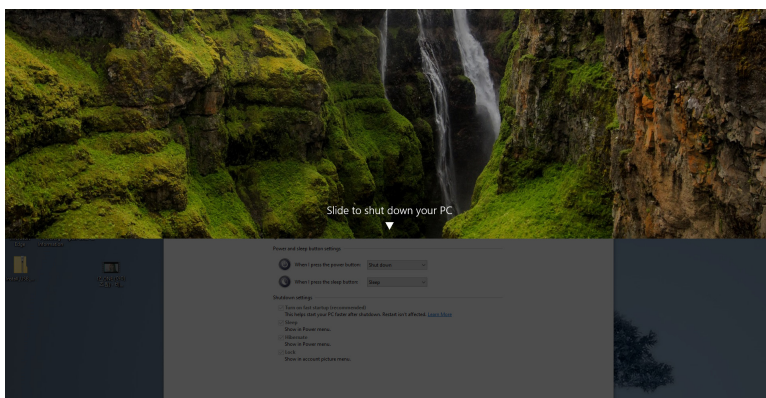 Slide to shut down your PC
Power and sleep button settings
When I press the power button: Shut down
When I press the sleep button: Sleep
Shutdown settings
Turn on fast startup (recommended)
This helps start your PC faster after shutdown. Restart isn't affected. Learn More
Sleep
Show in Power menu.
Hibernate
Show in Power menu.
Lock
Show in account picture menu.